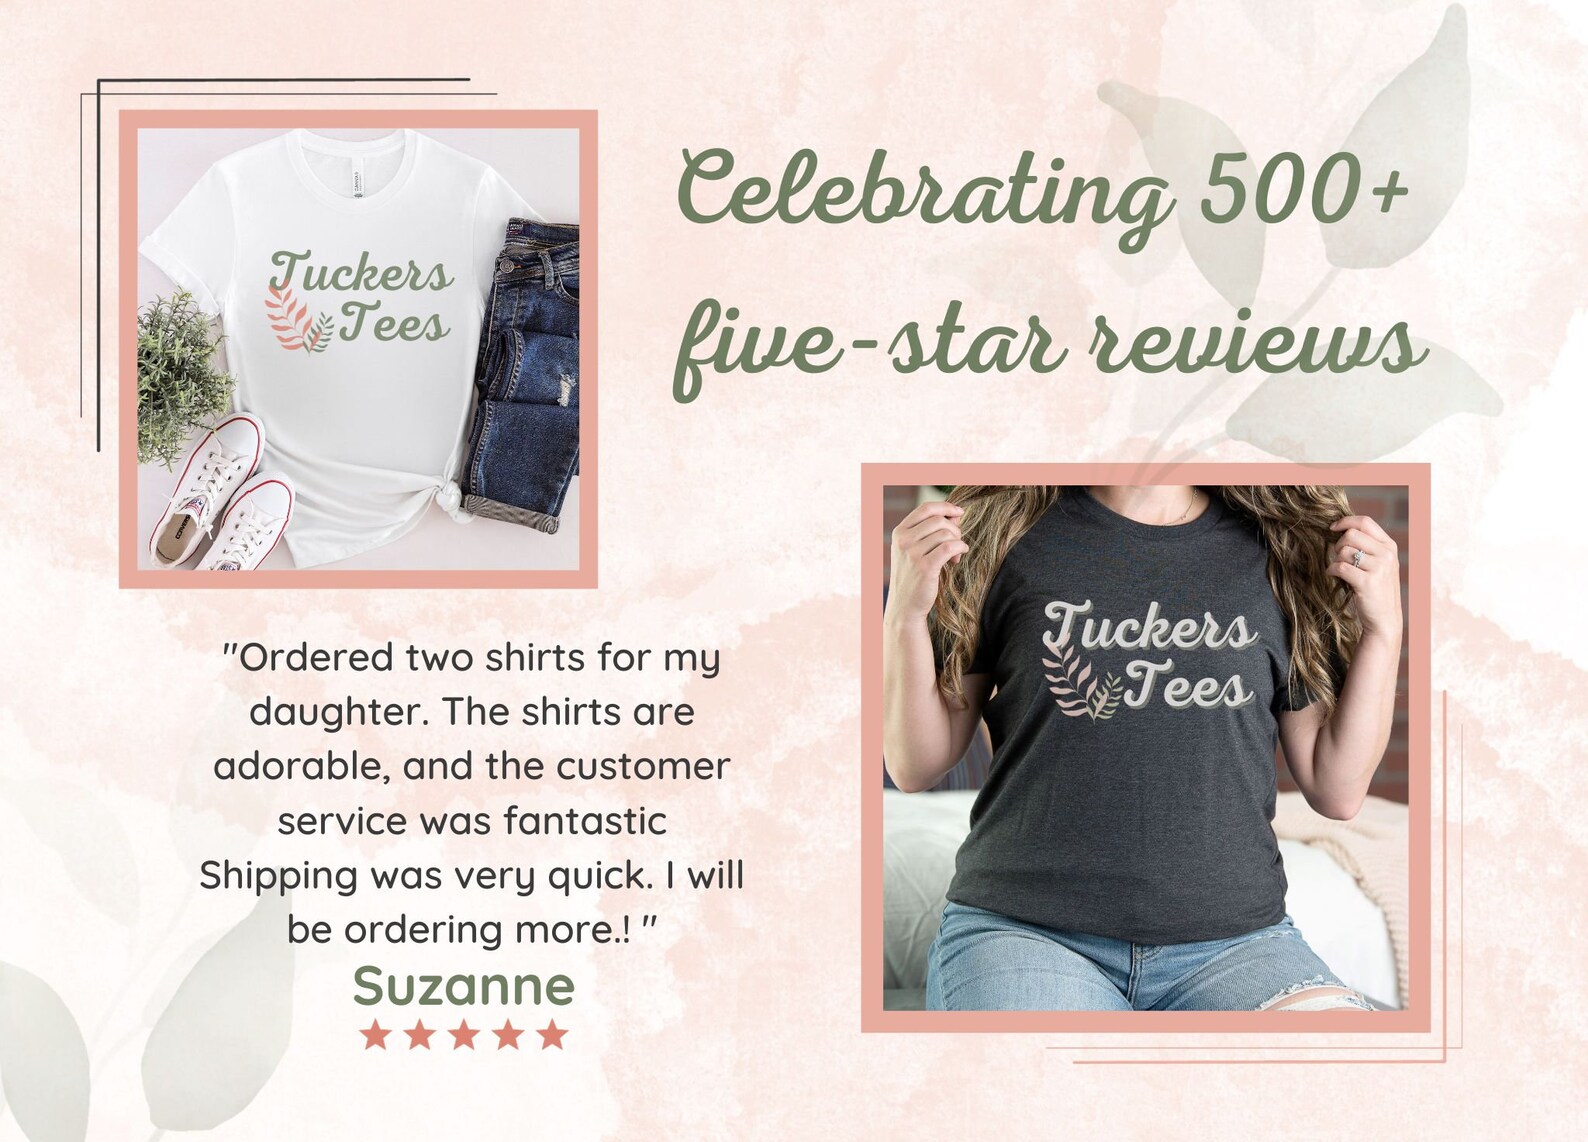 Celebrating 500+
five-star reviews
CANVAS
Tuckers
Tees
"Ordered two shirts for my
daughter. The shirts are
adorable, and the customer
service was fantastic
Shipping was very quick. I will
be ordering more.! "
Suzanne
Tuckers
Tees